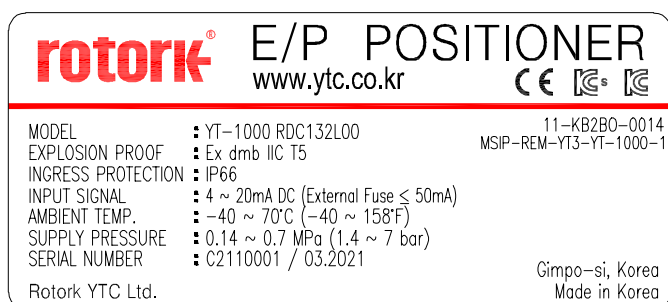 rotork®
E/P POSITIONER
www.ytc.co.kr
CE KCs KC
11-KB2BO-0014
MSIP-REM-YT3-YT-1000-1
MODEL : YT-1000 RDC132L00
EXPLOSION PROOF : Ex dmb IIC T5
INGRESS PROTECTION : IP66
INPUT SIGNAL : 4 ~ 20mA DC (External Fuse ≤ 50mA)
AMBIENT TEMP. : -40 ~ 70°C (-40 ~ 158°F)
SUPPLY PRESSURE : 0.14 ~ 0.7 MPa (1.4 ~ 7 bar)
SERIAL NUMBER : C2110001 / 03.2021
Rotork YTC Ltd.
Gimpo-si, Korea
Made in Korea